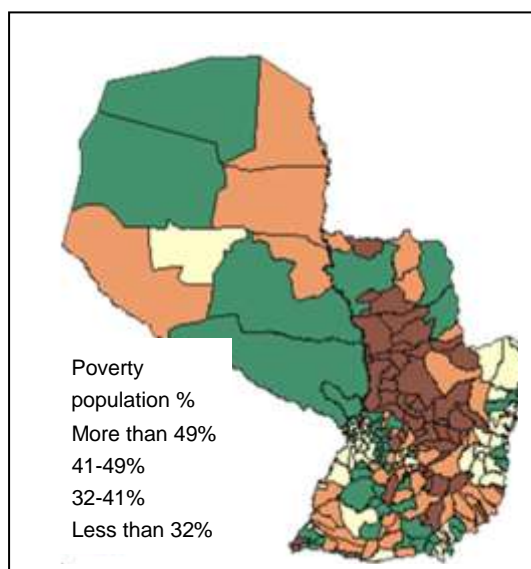 Poverty
population %
More than 49%
41-49%
32-41%
Less than 32%